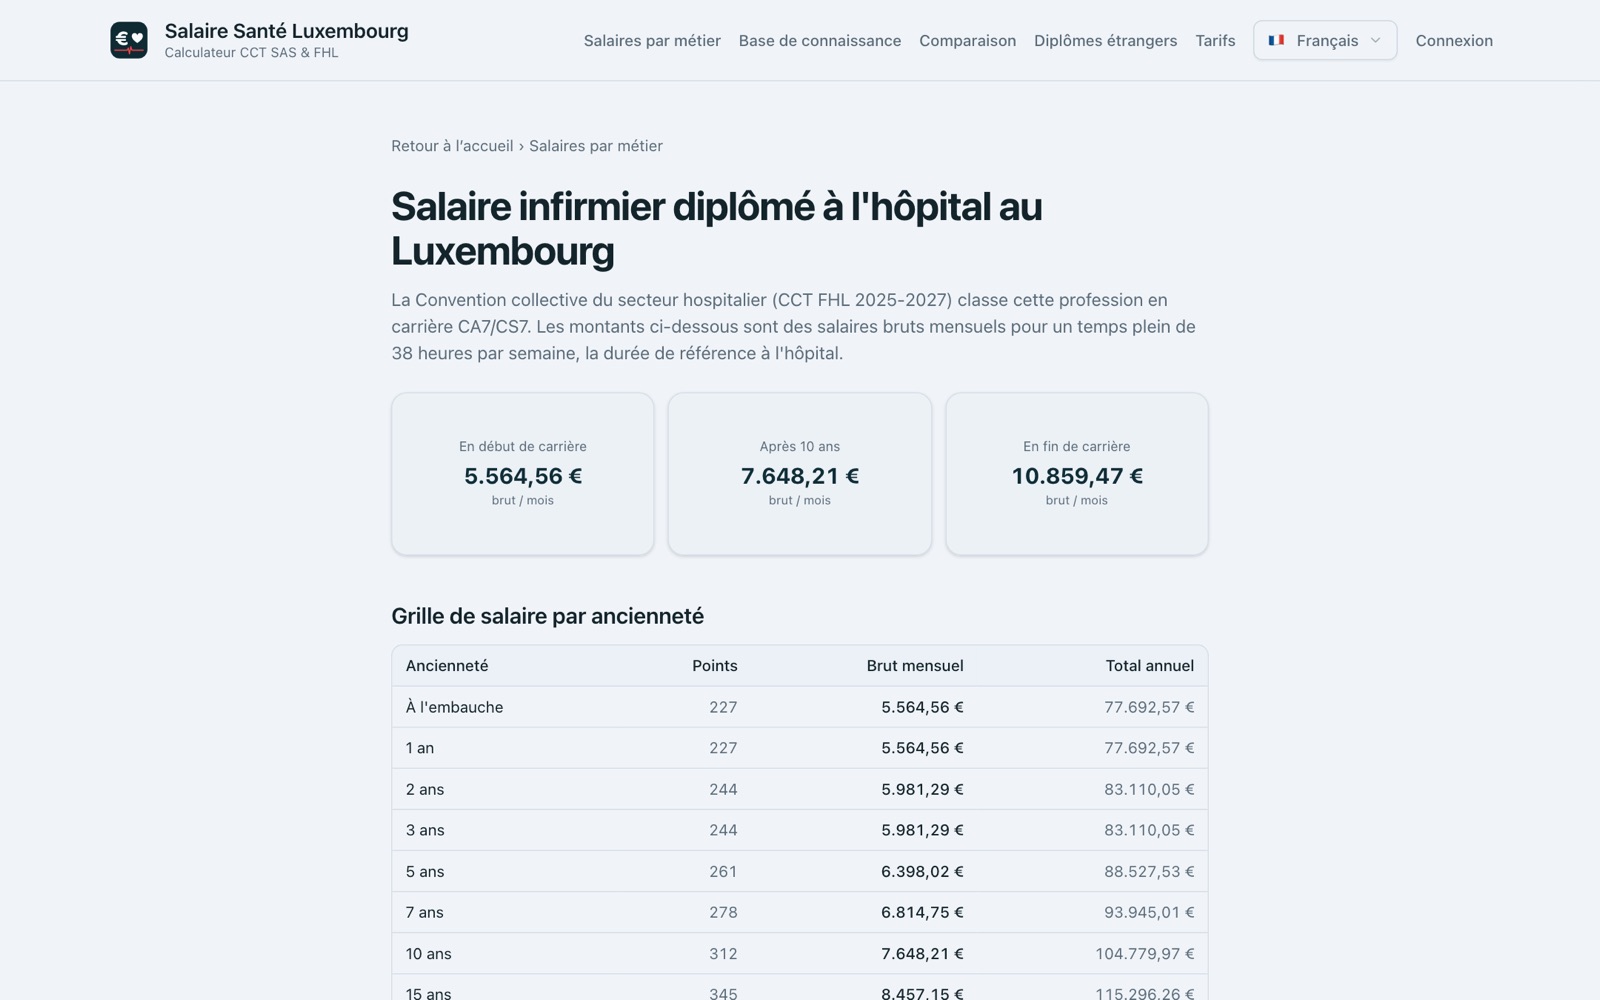 Salaire Santé Luxembourg
Calculateur CCT SAS & FHL
Salaires par métier
Base de connaissance
Comparaison
Diplômes étrangers
Tarifs
Français
Connexion
Retour à l'accueil › Salaires par métier
Salaire infirmier diplômé à l'hôpital au
Luxembourg
La Convention collective du secteur hospitalier (CCT FHL 2025-2027) classe cette profession en
carrière CA7/CS7. Les montants ci-dessous sont des salaires bruts mensuels pour un temps plein de
38 heures par semaine, la durée de référence à l'hôpital.
En début de carrière
5.564,56 €
brut / mois
Après 10 ans
7.648,21 €
brut / mois
En fin de carrière
10.859,47 €
brut / mois
Grille de salaire par ancienneté
Ancienneté Points Brut mensuel Total annuel
À l'embauche 227 5.564,56 € 77.692,57 €
1 an 227 5.564,56 € 77.692,57 €
2 ans 244 5.981,29 € 83.110,05 €
3 ans 244 5.981,29 € 83.110,05 €
5 ans 261 6.398,02 € 88.527,53 €
7 ans 278 6.814,75 € 93.945,01 €
10 ans 312 7.648,21 € 104.779,97 €
15 ans 345 8.457,15 € 115.296,26 €